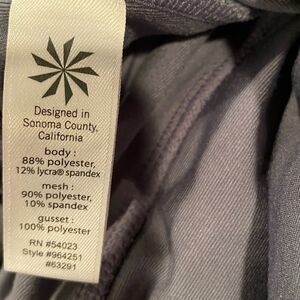 Designed in
Sonoma County,
California
body :
88% polyester,
12% lycra® spandex
mesh :
90% polyester,
10% spandex
gusset :
100% polyester
RN #54023
Style #964251
#63291